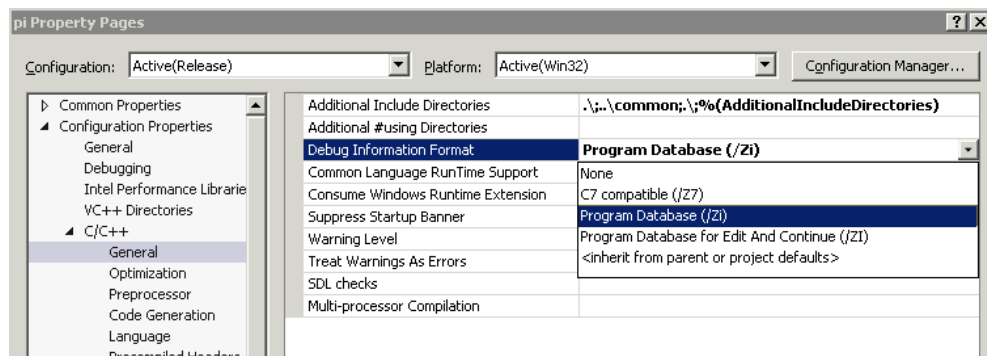 pi Property Pages
? X
Configuration: Active(Release) Platform: Active(Win32) Configuration Manager...
Common Properties
Configuration Properties
General
Debugging
Intel Performance Librarie
VC++ Directories
C/C++
General
Optimization
Preprocessor
Code Generation
Language
Precompiled Headers
Additional Include Directories .\;..\common;.\;%(AdditionalIncludeDirectories)
Additional #using Directories
Debug Information Format Program Database (/Zi)
Common Language RunTime Support None
Consume Windows Runtime Extension C7 compatible (/Z7)
Suppress Startup Banner Program Database (/Zi)
Warning Level Program Database for Edit And Continue (/ZI)
Treat Warnings As Errors <inherit from parent or project defaults>
SDL checks
Multi-processor Compilation